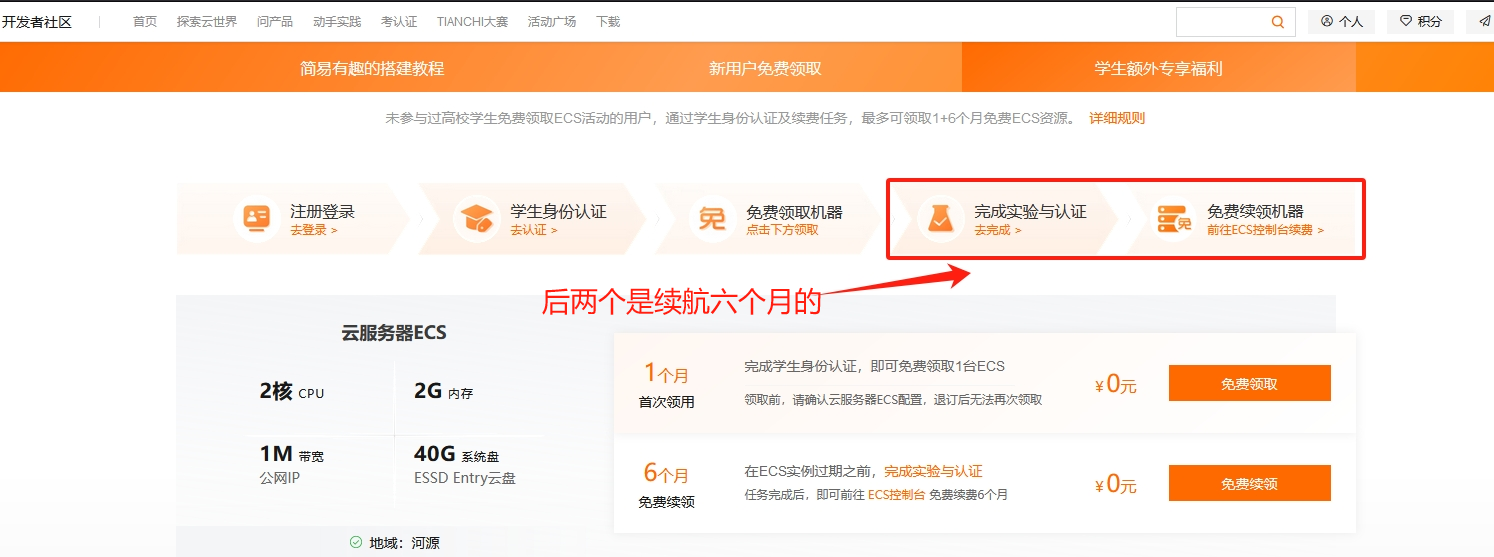 开发者社区 首页 探索云世界 问产品 动手实践 考认证 TIANCHI大赛 活动广场 下载 个人 积分
简易有趣的搭建教程 新用户免费领取 学生额外专享福利
未参与过高校学生免费领取ECS活动的用户，通过学生身份认证及续费任务，最多可领取1+6个月免费ECS资源。 详细规则
注册登录
去登录 >
学生身份认证
去认证 >
免
免费领取机器
点击下方领取
完成实验与认证
去完成 >
免
免费续领机器
前往ECS控制台续费 >
后两个是续航六个月的
云服务器ECS
2核 CPU
2G 内存
1M 带宽
公网IP
40G 系统盘
ESSD Entry云盘
地域：河源
1个月
首次领用
完成学生身份认证，即可免费领取1台ECS
领取前，请确认云服务器ECS配置，退订后无法再次领取
¥0元
免费领取
6个月
免费续领
在ECS实例过期之前，完成实验与认证
任务完成后，即可前往 ECS控制台 免费续费6个月
¥0元
免费续领